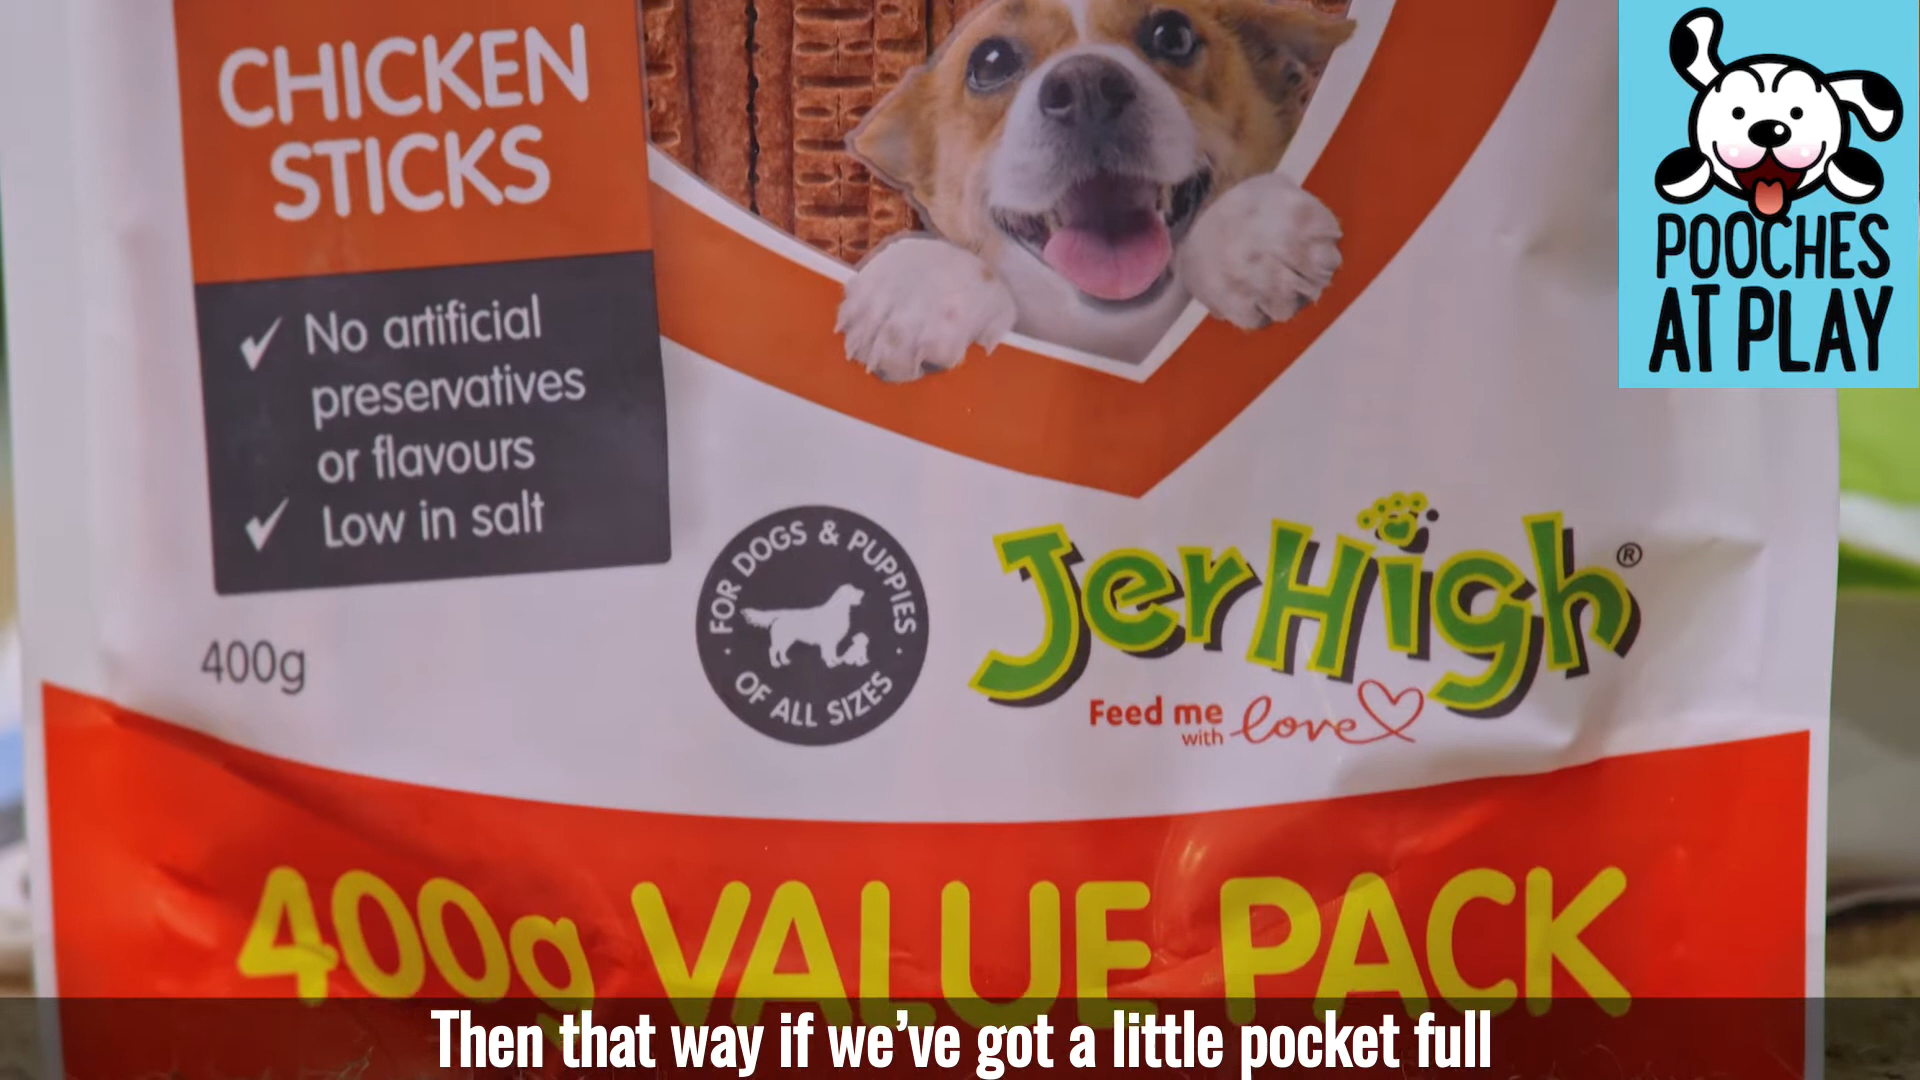 CHICKEN
STICKS
✓ No artificial
preservatives
or flavours
✓ Low in salt
400g
FOR DOGS & PUPPIES
· OF ALL SIZES ·
JerHigh®
Feed me
with love
400g VALUE PACK
POOCHES
AT PLAY
Then that way if we've got a little pocket full